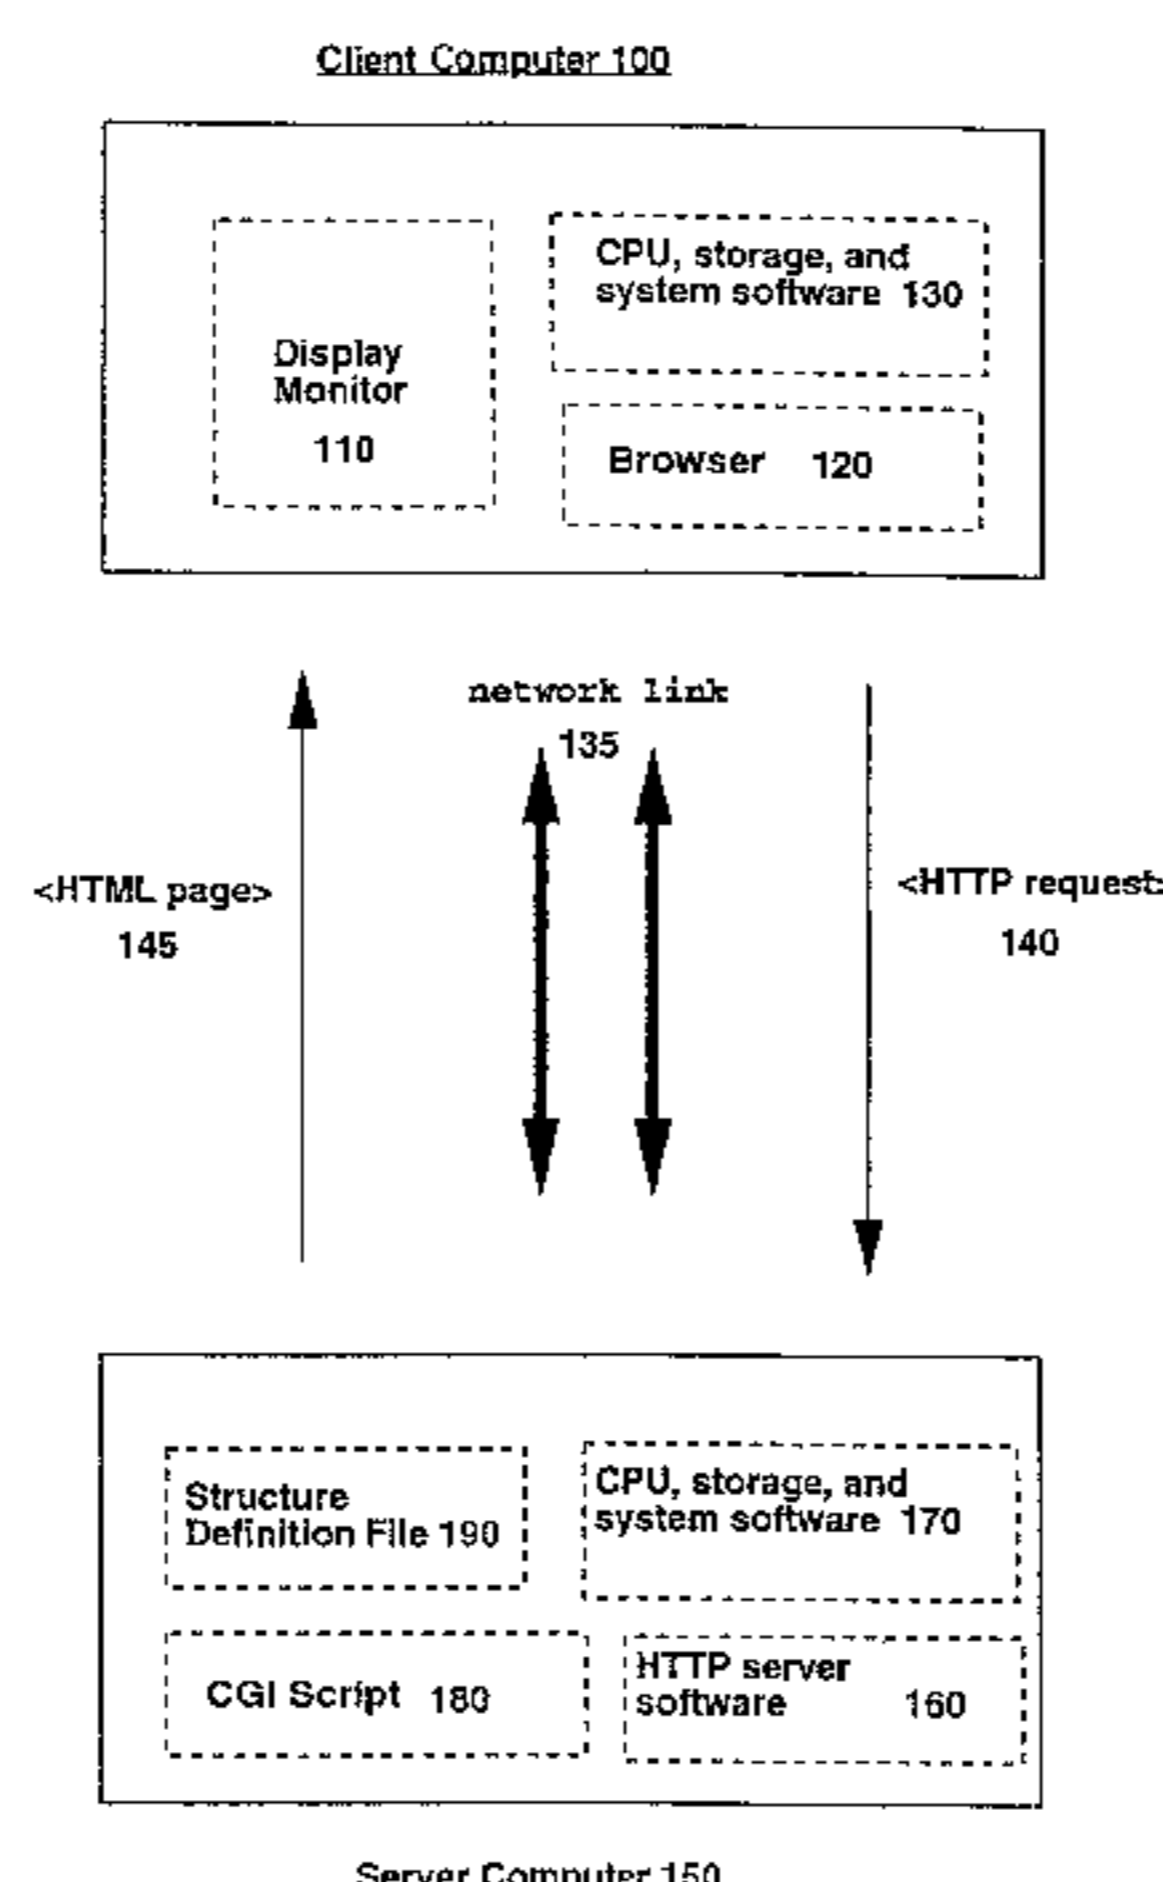 Client Computer 100
CPU, storage, and
system software 130
Display
Monitor
110
Browser 120
network link
135
<HTML page>
145
<HTTP request>
140
Structure
Definition File 190
CPU, storage, and
system software 170
CGI Script 180
HTTP server
software 160
Server Computer 150